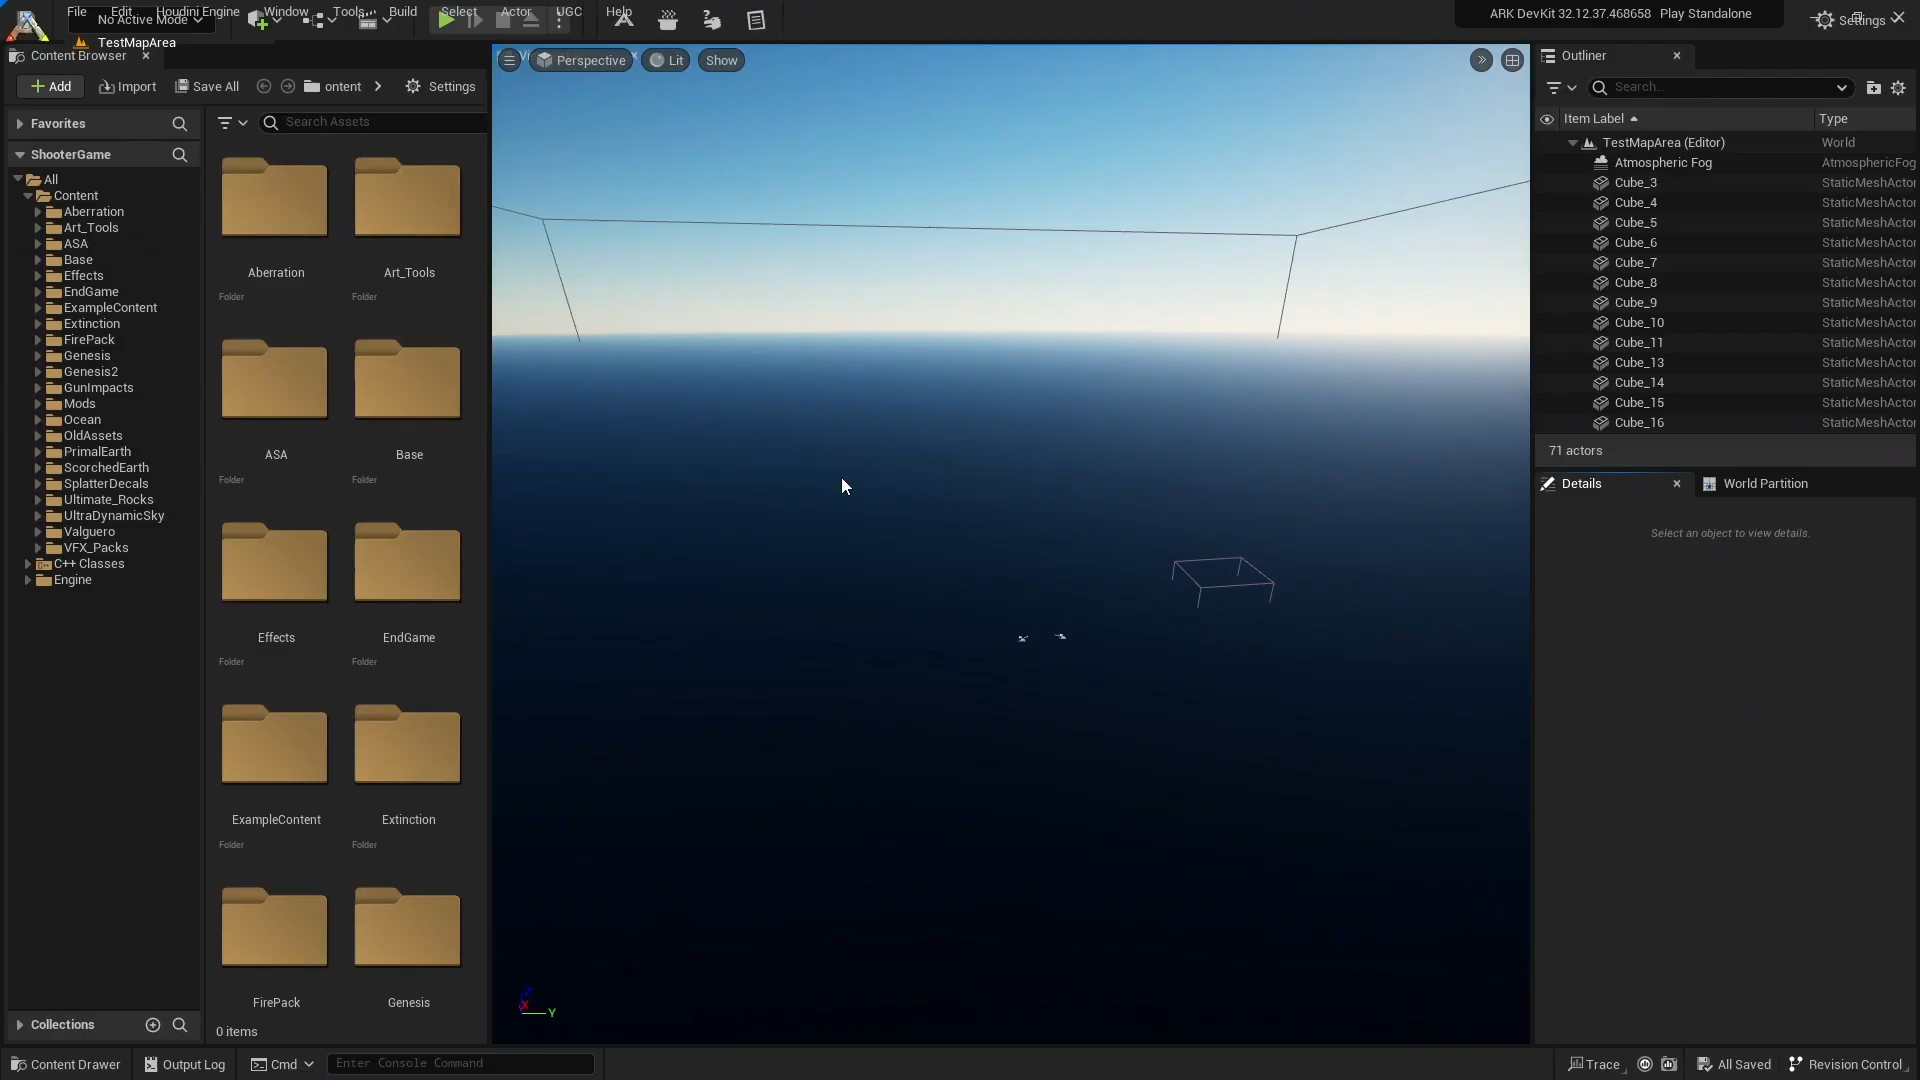 File Edit Houdini Engine Window Tools Build Select Actor UGC Help
No Active Mode
ARK DevKit 32.12.37.468658 Play Standalone
Settings
TestMapArea
Content Browser
Add
Import
Save All
ontent
Settings
Favorites
ShooterGame
All
Content
Aberration
Art_Tools
ASA
Base
Effects
EndGame
ExampleContent
Extinction
FirePack
Genesis
Genesis2
GunImpacts
Mods
Ocean
OldAssets
PrimalEarth
ScorchedEarth
SplatterDecals
Ultimate_Rocks
UltraDynamicSky
Valguero
VFX_Packs
C++ Classes
Engine
Collections
Search Assets
Aberration
Folder
Art_Tools
Folder
ASA
Folder
Base
Folder
Effects
Folder
EndGame
Folder
ExampleContent
Folder
Extinction
Folder
FirePack
Genesis
0 items
Perspective
Lit
Show
X
Z
Y
Outliner
Search...
Item Label
Type
TestMapArea (Editor) World
Atmospheric Fog AtmosphericFog
Cube_3 StaticMeshActor
Cube_4 StaticMeshActor
Cube_5 StaticMeshActor
Cube_6 StaticMeshActor
Cube_7 StaticMeshActor
Cube_8 StaticMeshActor
Cube_9 StaticMeshActor
Cube_10 StaticMeshActor
Cube_11 StaticMeshActor
Cube_13 StaticMeshActor
Cube_14 StaticMeshActor
Cube_15 StaticMeshActor
Cube_16 StaticMeshActor
71 actors
Details
World Partition
Select an object to view details.
Content Drawer
Output Log
Cmd
Enter Console Command
Trace
All Saved
Revision Control